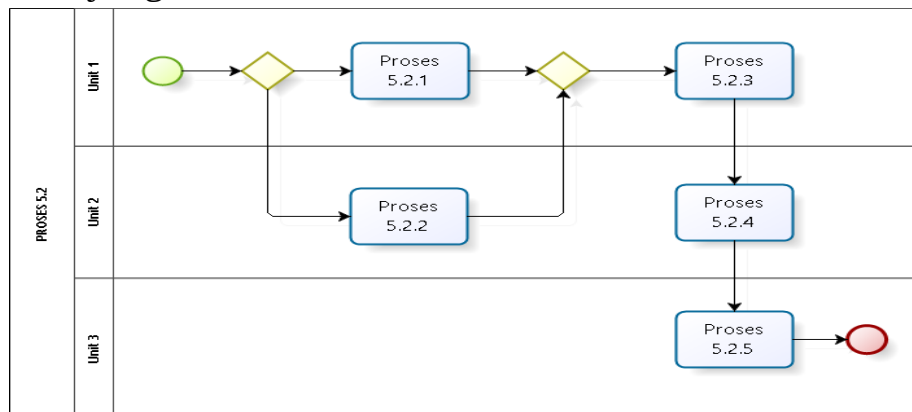 PROSES 5.2
Unit 1
Proses
5.2.1
Proses
5.2.3
Unit 2
Proses
5.2.2
Proses
5.2.4
Unit 3
Proses
5.2.5